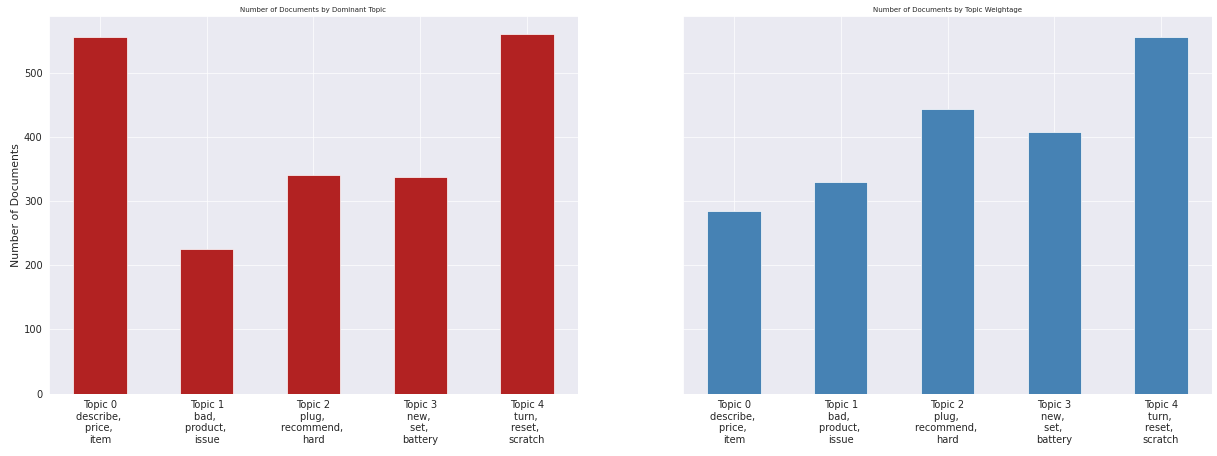 Number of Documents by Dominant Topic
Number of Documents
500
400
300
200
100
0
Topic 0
describe,
price,
item
Topic 1
bad,
product,
issue
Topic 2
plug,
recommend,
hard
Topic 3
new,
set,
battery
Topic 4
turn,
reset,
scratch
Number of Documents by Topic Weightage
Topic 0
describe,
price,
item
Topic 1
bad,
product,
issue
Topic 2
plug,
recommend,
hard
Topic 3
new,
set,
battery
Topic 4
turn,
reset,
scratch